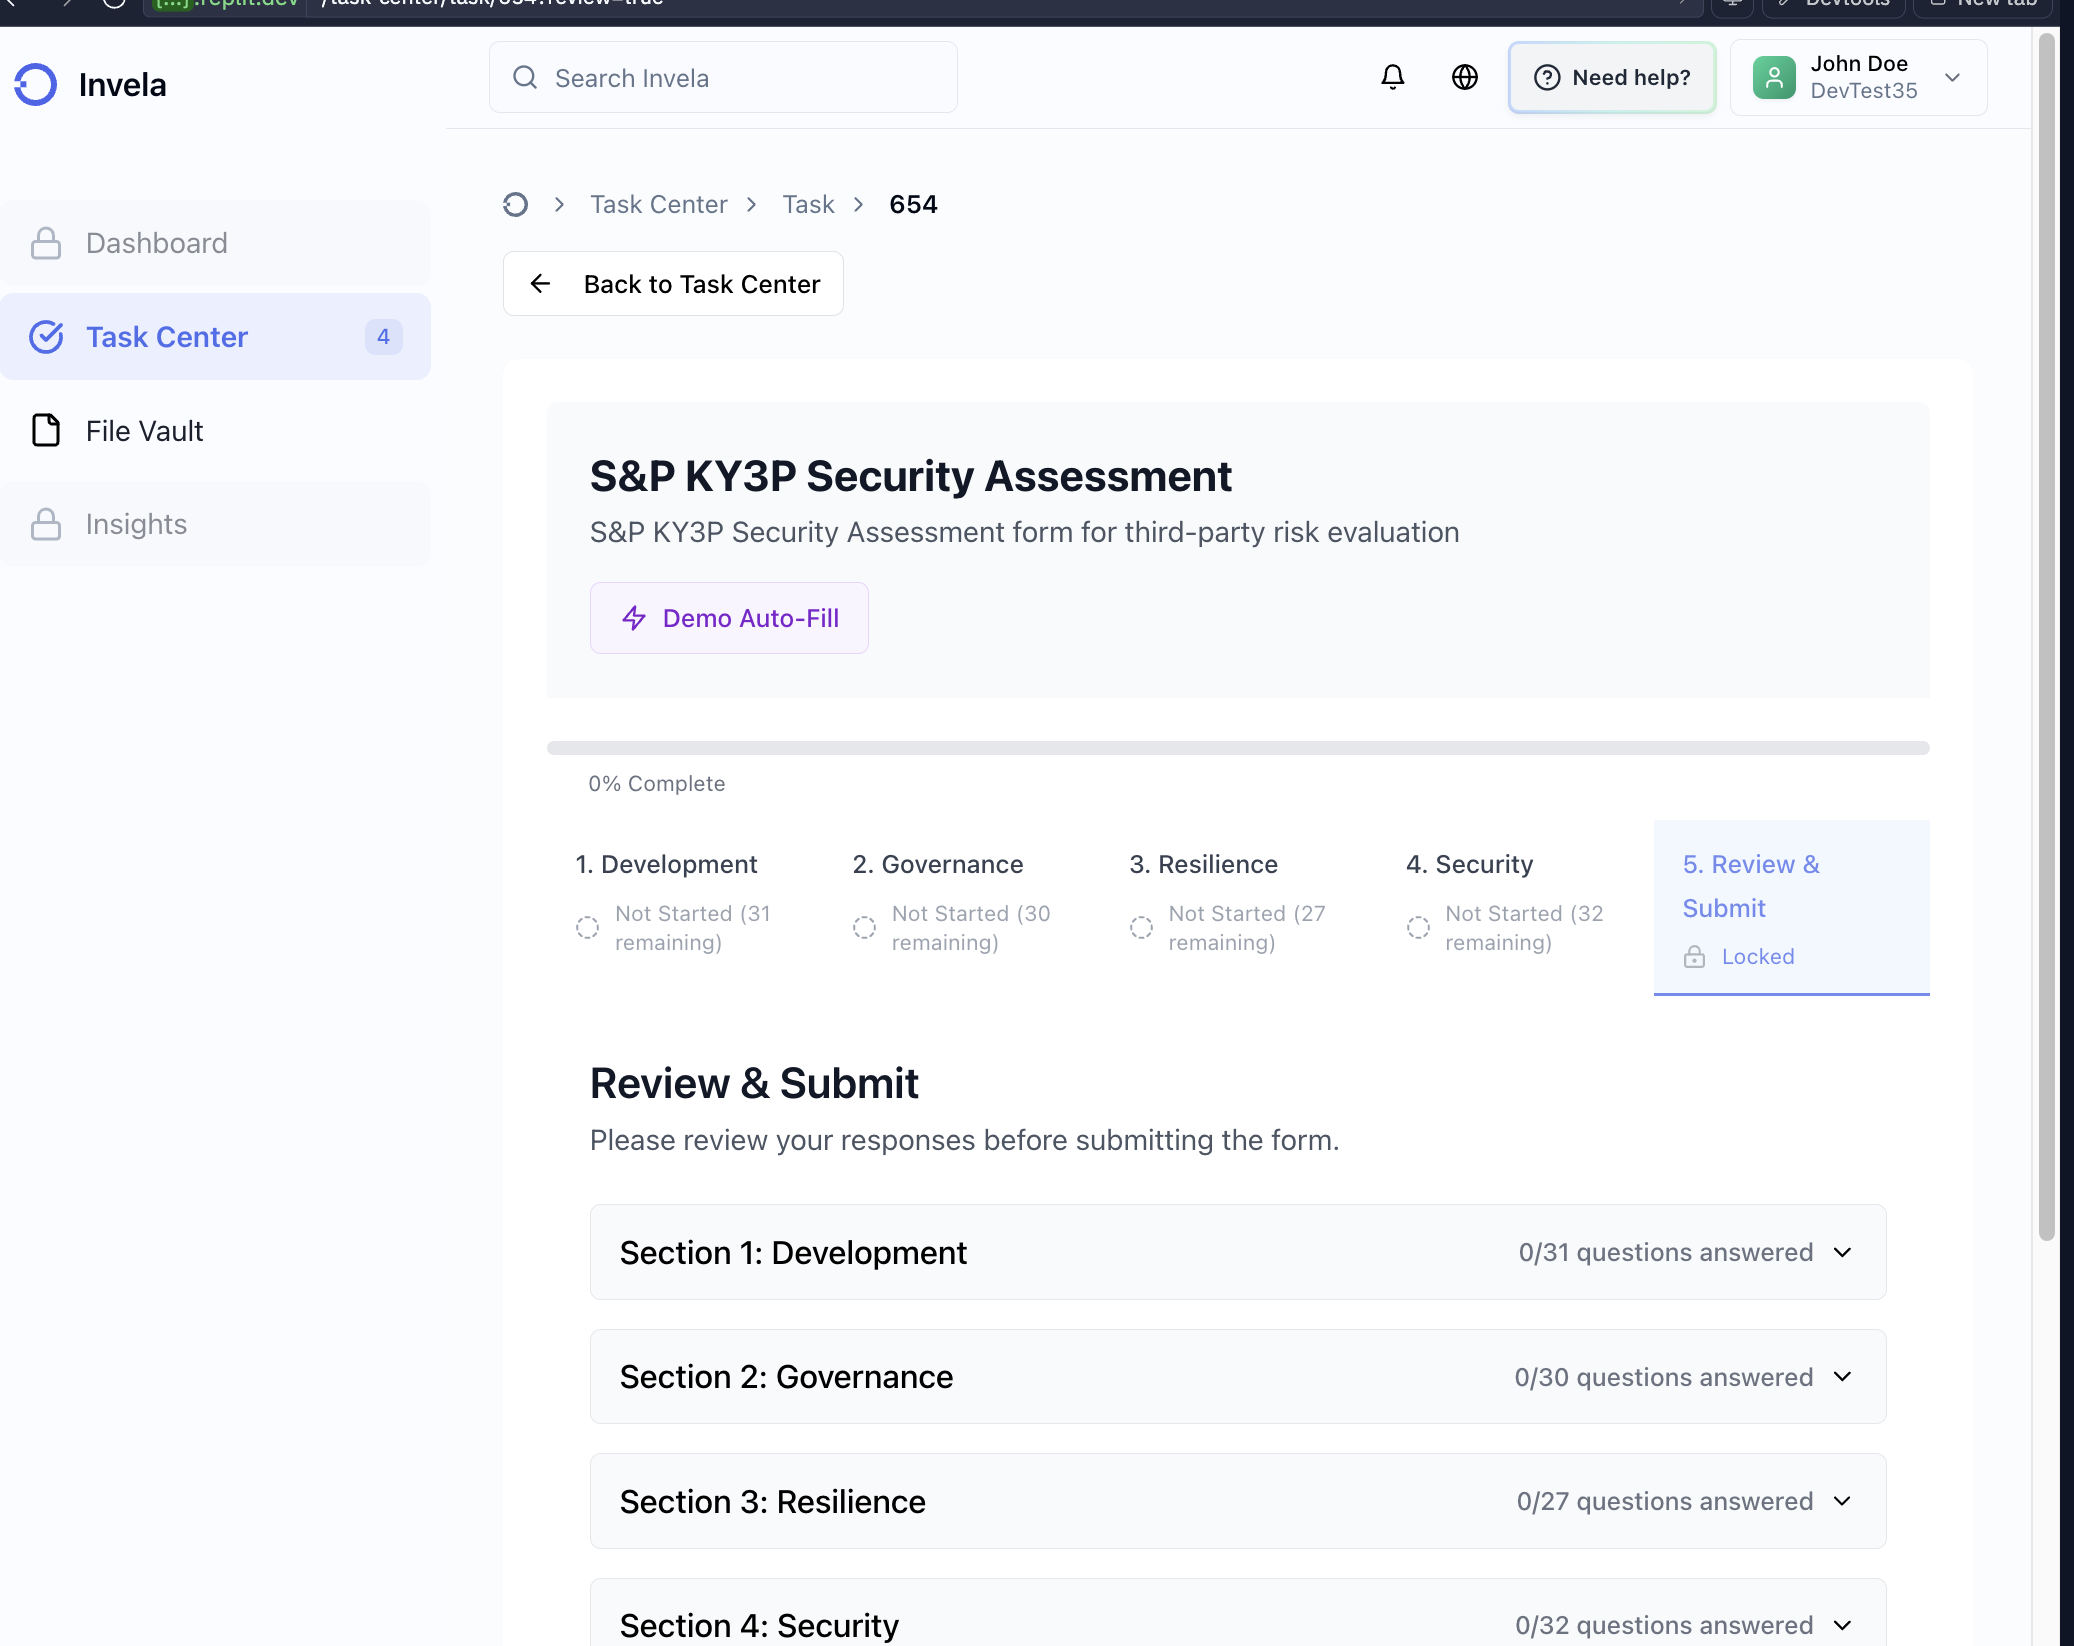 /task-center/task/654?review=true
Devtools
New tab
Invela
Search Invela
Need help?
John Doe
DevTest35
Dashboard
Task Center
4
File Vault
Insights
Task Center
Task
654
Back to Task Center
S&P KY3P Security Assessment
S&P KY3P Security Assessment form for third-party risk evaluation
Demo Auto-Fill
0% Complete
1. Development
Not Started (31
remaining)
2. Governance
Not Started (30
remaining)
3. Resilience
Not Started (27
remaining)
4. Security
Not Started (32
remaining)
5. Review &
Submit
Locked
Review & Submit
Please review your responses before submitting the form.
Section 1: Development
0/31 questions answered
Section 2: Governance
0/30 questions answered
Section 3: Resilience
0/27 questions answered
Section 4: Security
0/32 questions answered